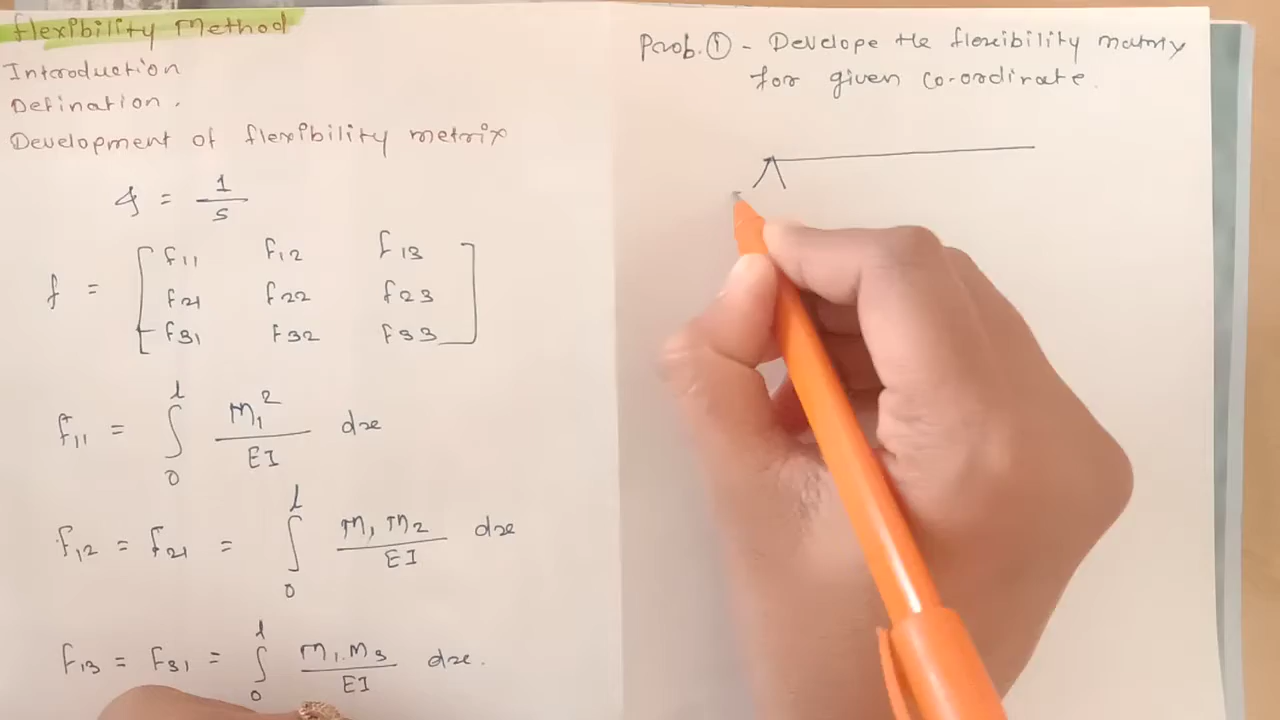 Flexibility Method
Introduction
Defination.
Development of flexibility metrix
f = 1/s
f = [ f11 f12 f13
f21 f22 f23
f31 f32 f33 ]
f11 = ∫0^l m1^2/EI dx
f12 = f21 = ∫0^l m1 m2/EI dx
f13 = f31 = ∫0^l m1.m3/EI dx.
Prob.① - Develope the flexibility matrix
for given co-ordinate.